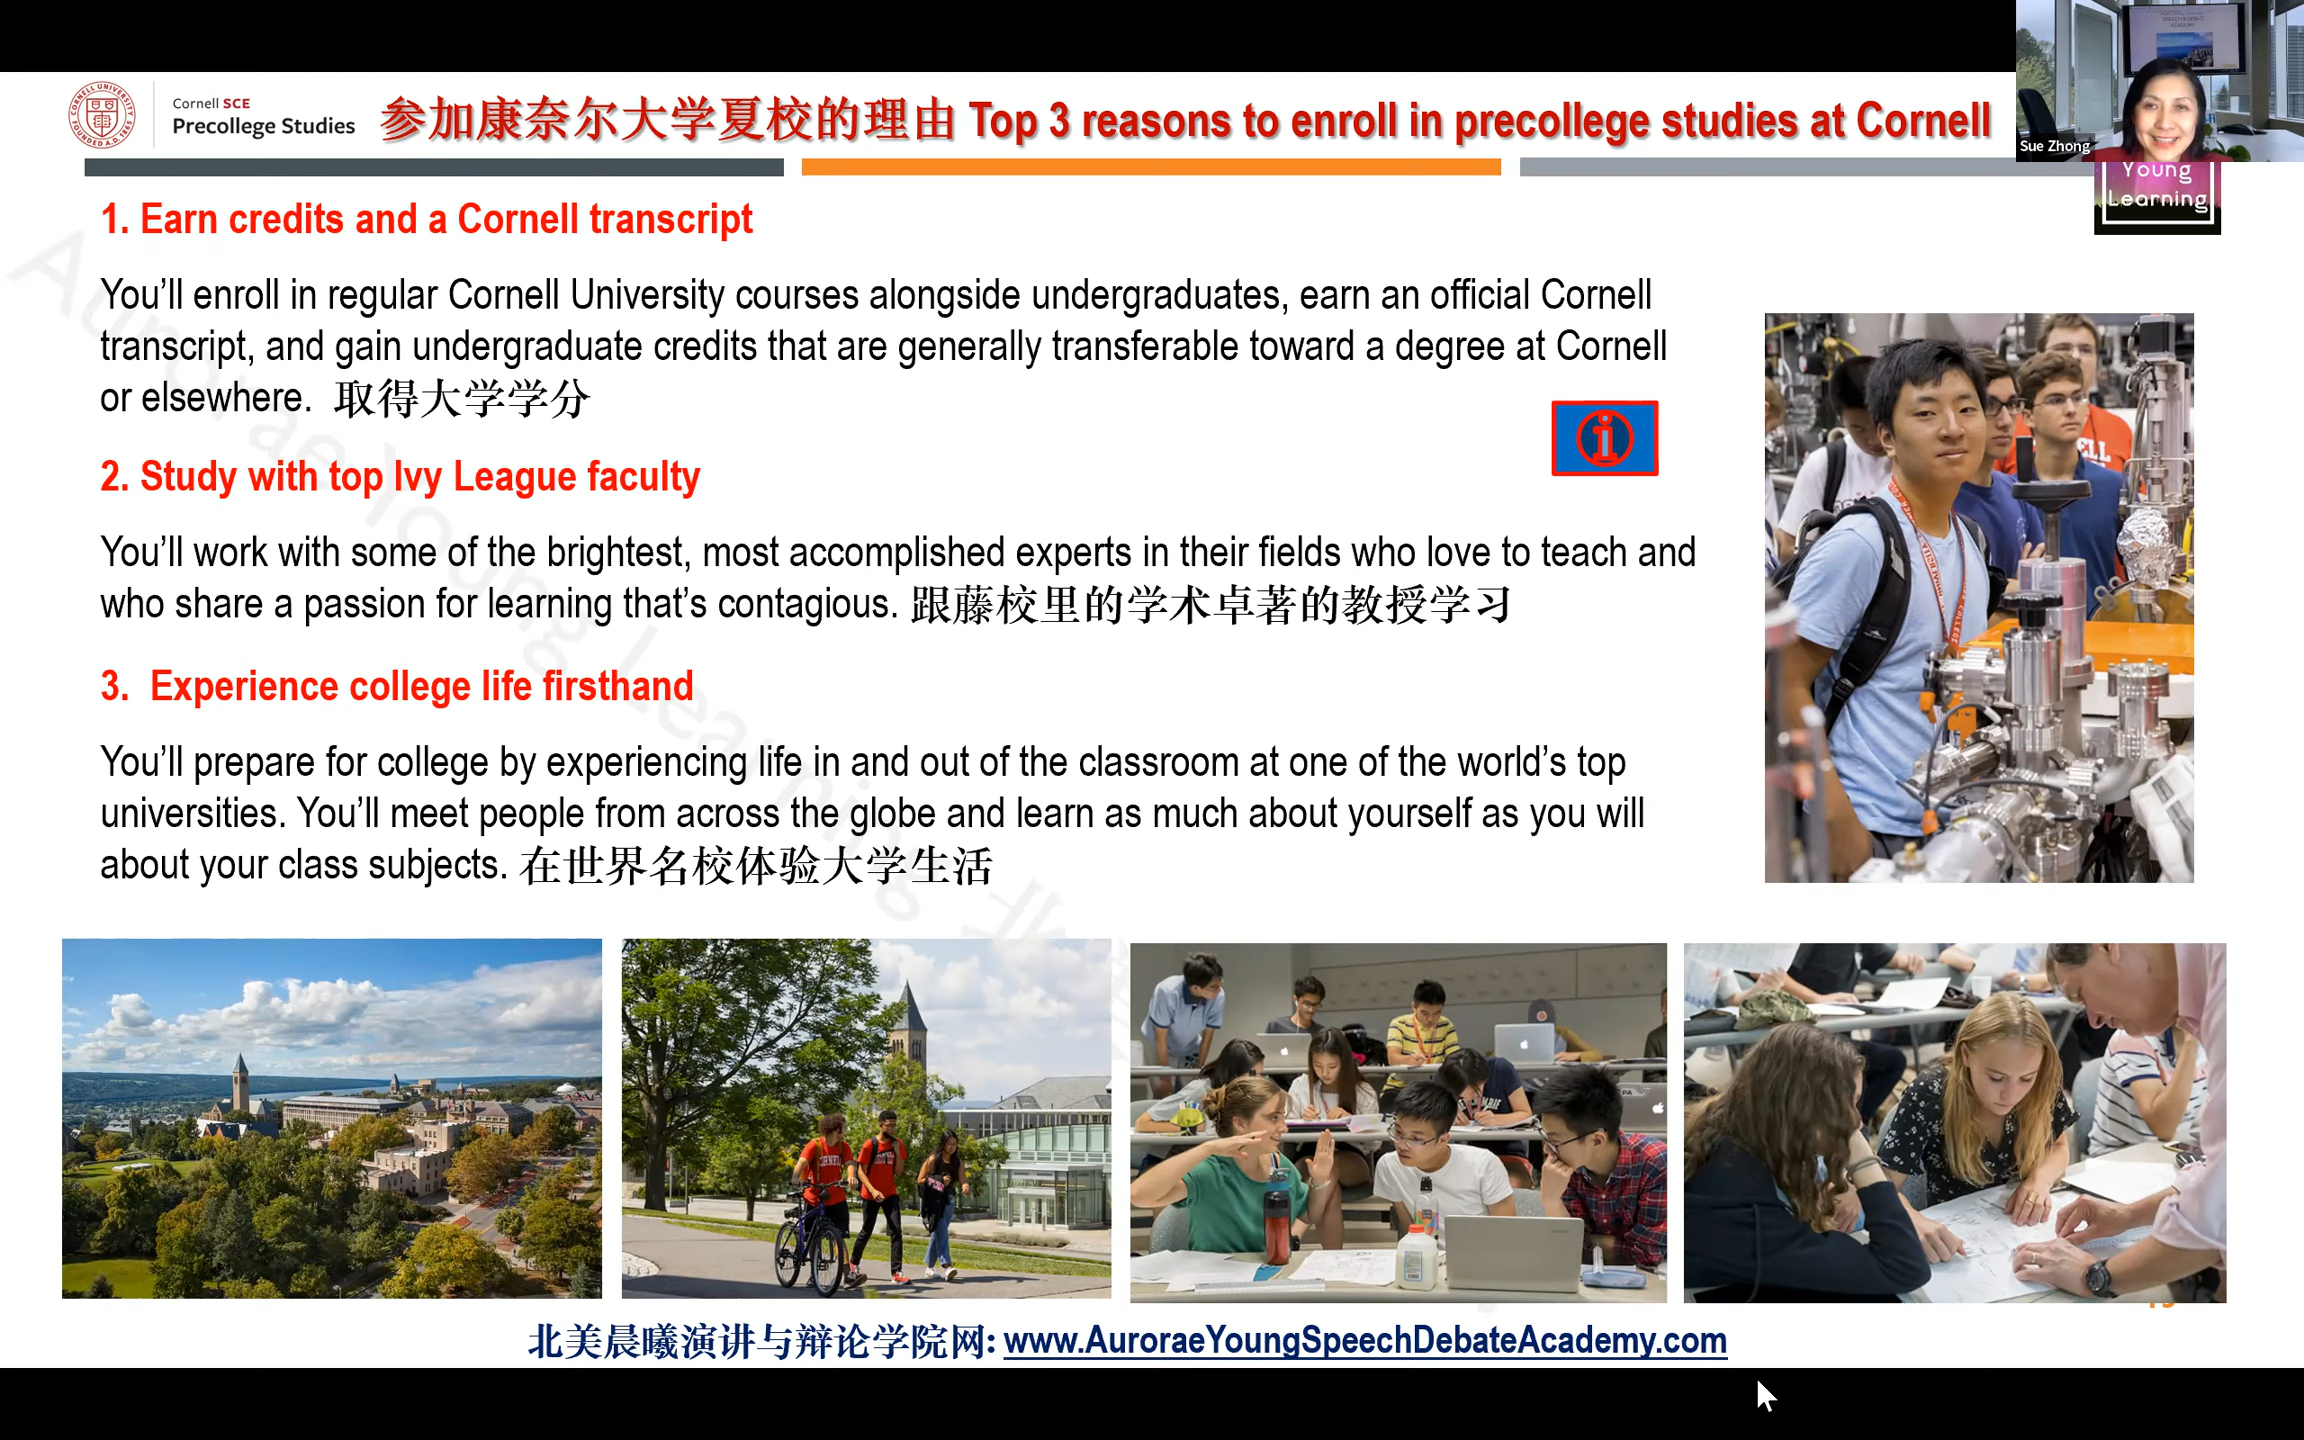 Cornell SCE
Precollege Studies
参加康奈尔大学夏校的理由 Top 3 reasons to enroll in precollege studies at Cornell
Sue Zhong
Young
Learning
1. Earn credits and a Cornell transcript
You’ll enroll in regular Cornell University courses alongside undergraduates, earn an official Cornell
transcript, and gain undergraduate credits that are generally transferable toward a degree at Cornell
or elsewhere. 取得大学学分
2. Study with top Ivy League faculty
You’ll work with some of the brightest, most accomplished experts in their fields who love to teach and
who share a passion for learning that’s contagious. 跟藤校里的学术卓著的教授学习
3. Experience college life firsthand
You’ll prepare for college by experiencing life in and out of the classroom at one of the world’s top
universities. You’ll meet people from across the globe and learn as much about yourself as you will
about your class subjects. 在世界名校体验大学生活
Aurorae Young Learning 北
北美晨曦演讲与辩论学院网: www.AuroraeYoungSpeechDebateAcademy.com